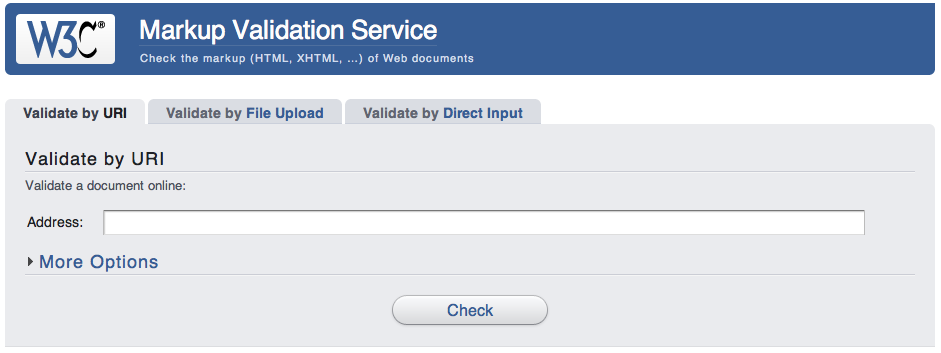 W3C®
Markup Validation Service
Check the markup (HTML, XHTML, ...) of Web documents
Validate by URI
Validate by File Upload
Validate by Direct Input
Validate by URI
Validate a document online:
Address:
More Options
Check